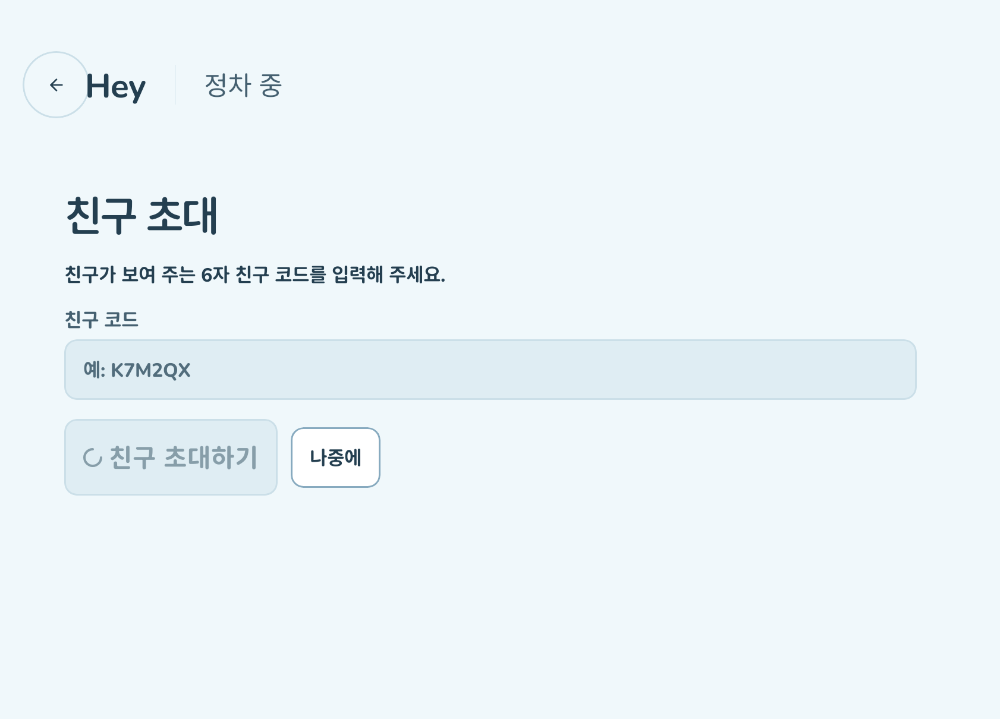 Hey 정차 중
친구 초대
친구가 보여 주는 6자 친구 코드를 입력해 주세요.
친구 코드
예: K7M2QX
친구 초대하기 나중에